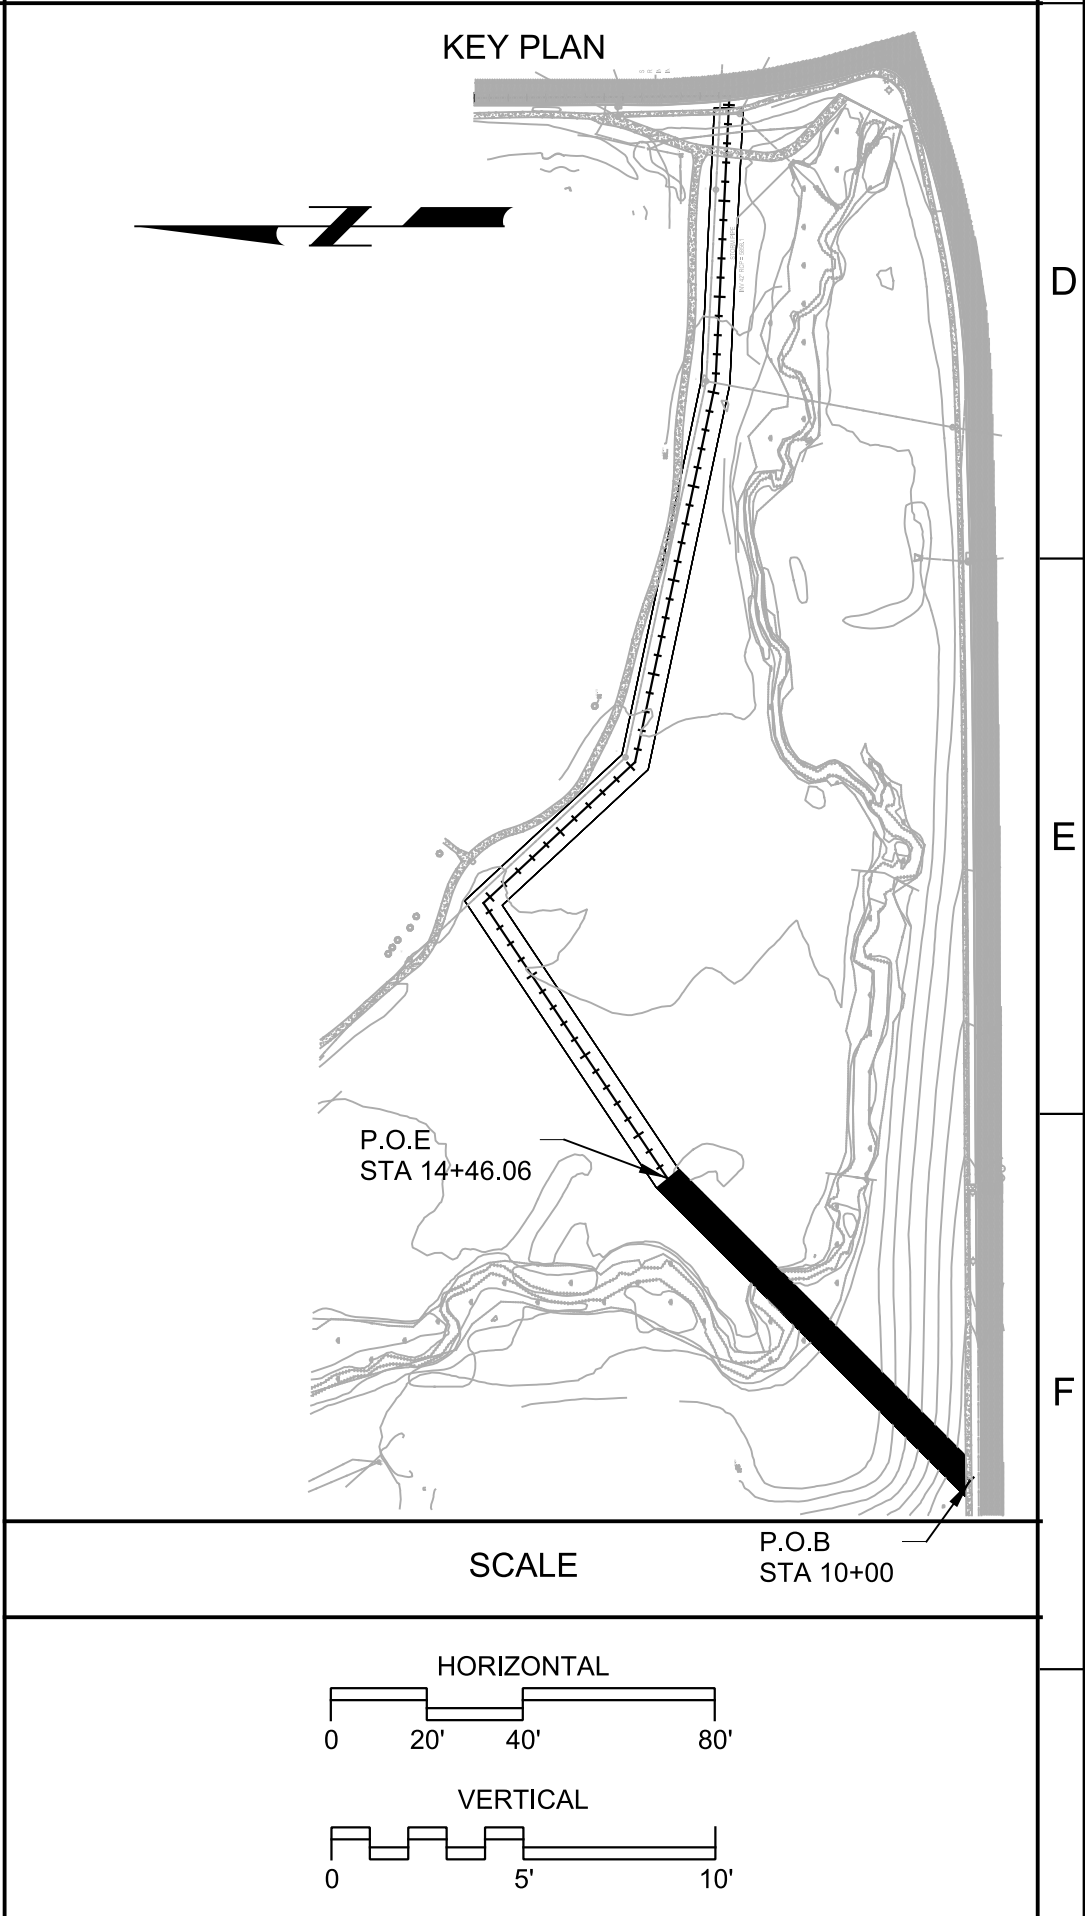 KEY PLAN
N
D
E
P.O.E
STA 14+46.06
F
P.O.B
STA 10+00
SCALE
HORIZONTAL
0 20' 40' 80'
VERTICAL
0 5' 10'